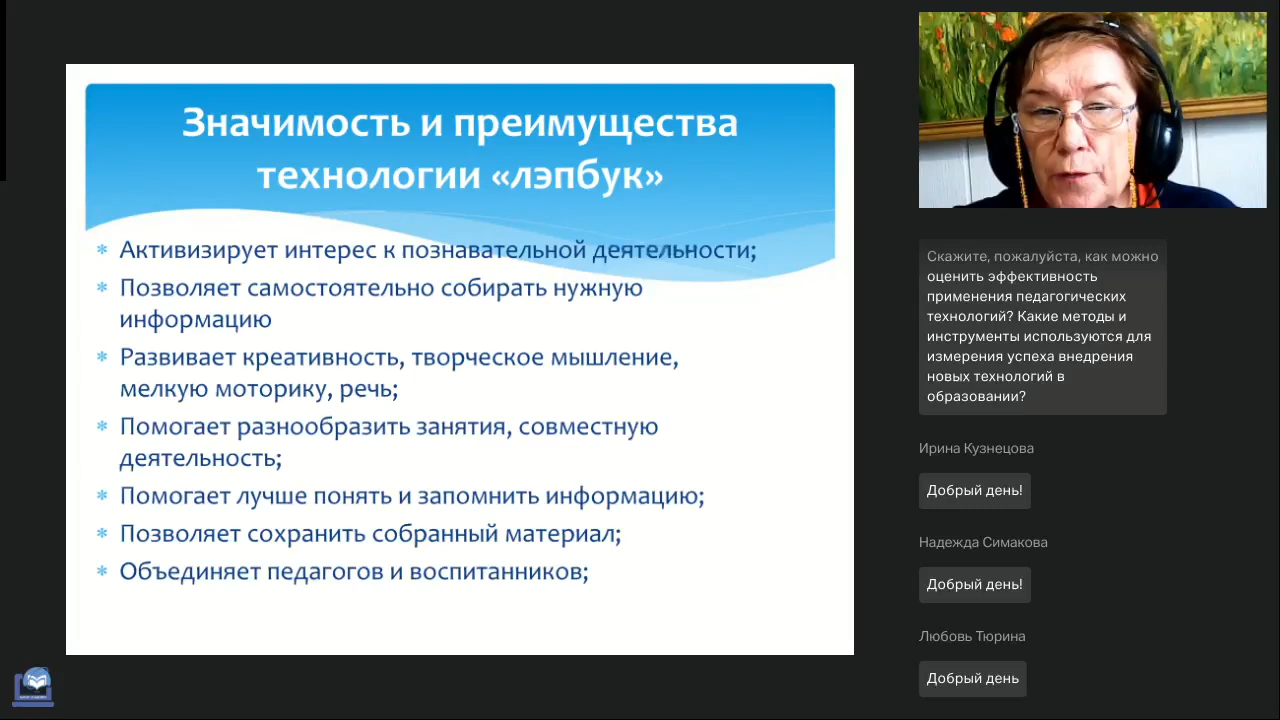 Значимость и преимущества
технологии «лэпбук»
* Активизирует интерес к познавательной деятельности;
* Позволяет самостоятельно собирать нужную
информацию
* Развивает креативность, творческое мышление,
мелкую моторику, речь;
* Помогает разнообразить занятия, совместную
деятельность;
* Помогает лучше понять и запомнить информацию;
* Позволяет сохранить собранный материал;
* Объединяет педагогов и воспитанников;
Скажите, пожалуйста, как можно
оценить эффективность
применения педагогических
технологий? Какие методы и
инструменты используются для
измерения успеха внедрения
новых технологий в
образовании?
Ирина Кузнецова
Добрый день!
Надежда Симакова
Добрый день!
Любовь Тюрина
Добрый день